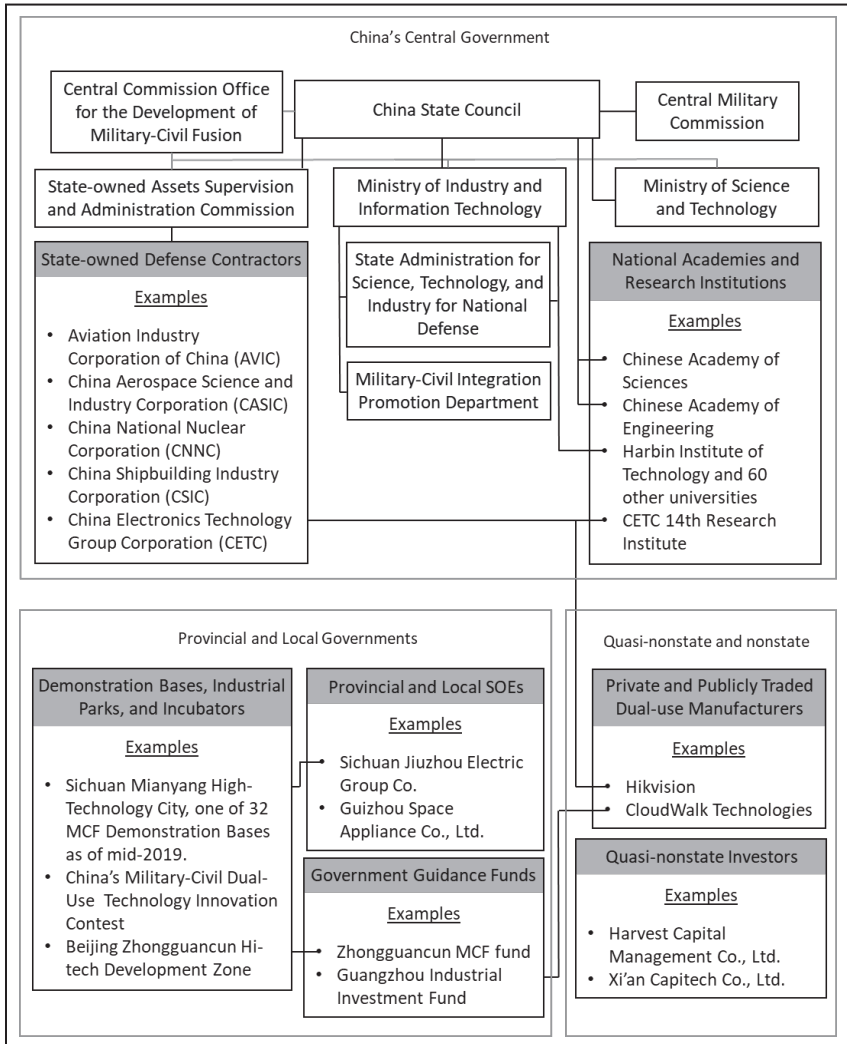 China's Central Government
Central Commission Office
for the Development of
Military-Civil Fusion
China State Council
Central Military
Commission
State-owned Assets Supervision
and Administration Commission
Ministry of Industry and
Information Technology
Ministry of Science
and Technology
State-owned Defense Contractors
Examples
• Aviation Industry
Corporation of China (AVIC)
• China Aerospace Science and
Industry Corporation (CASIC)
• China National Nuclear
Corporation (CNNC)
• China Shipbuilding Industry
Corporation (CSIC)
• China Electronics Technology
Group Corporation (CETC)
State Administration for
Science, Technology, and
Industry for National
Defense
Military-Civil Integration
Promotion Department
National Academies and
Research Institutions
Examples
• Chinese Academy of
Sciences
• Chinese Academy of
Engineering
• Harbin Institute of
Technology and 60
other universities
• CETC 14th Research
Institute
Provincial and Local Governments
Demonstration Bases, Industrial
Parks, and Incubators
Examples
• Sichuan Mianyang High-
Technology City, one of 32
MCF Demonstration Bases
as of mid-2019.
• China's Military-Civil Dual-
Use Technology Innovation
Contest
• Beijing Zhongguancun Hi-
tech Development Zone
Provincial and Local SOEs
Examples
• Sichuan Jiuzhou Electric
Group Co.
• Guizhou Space
Appliance Co., Ltd.
Government Guidance Funds
Examples
• Zhongguancun MCF fund
• Guangzhou Industrial
Investment Fund
Quasi-nonstate and nonstate
Private and Publicly Traded
Dual-use Manufacturers
Examples
• Hikvision
• CloudWalk Technologies
Quasi-nonstate Investors
Examples
• Harvest Capital
Management Co., Ltd.
• Xi'an Capitech Co., Ltd.